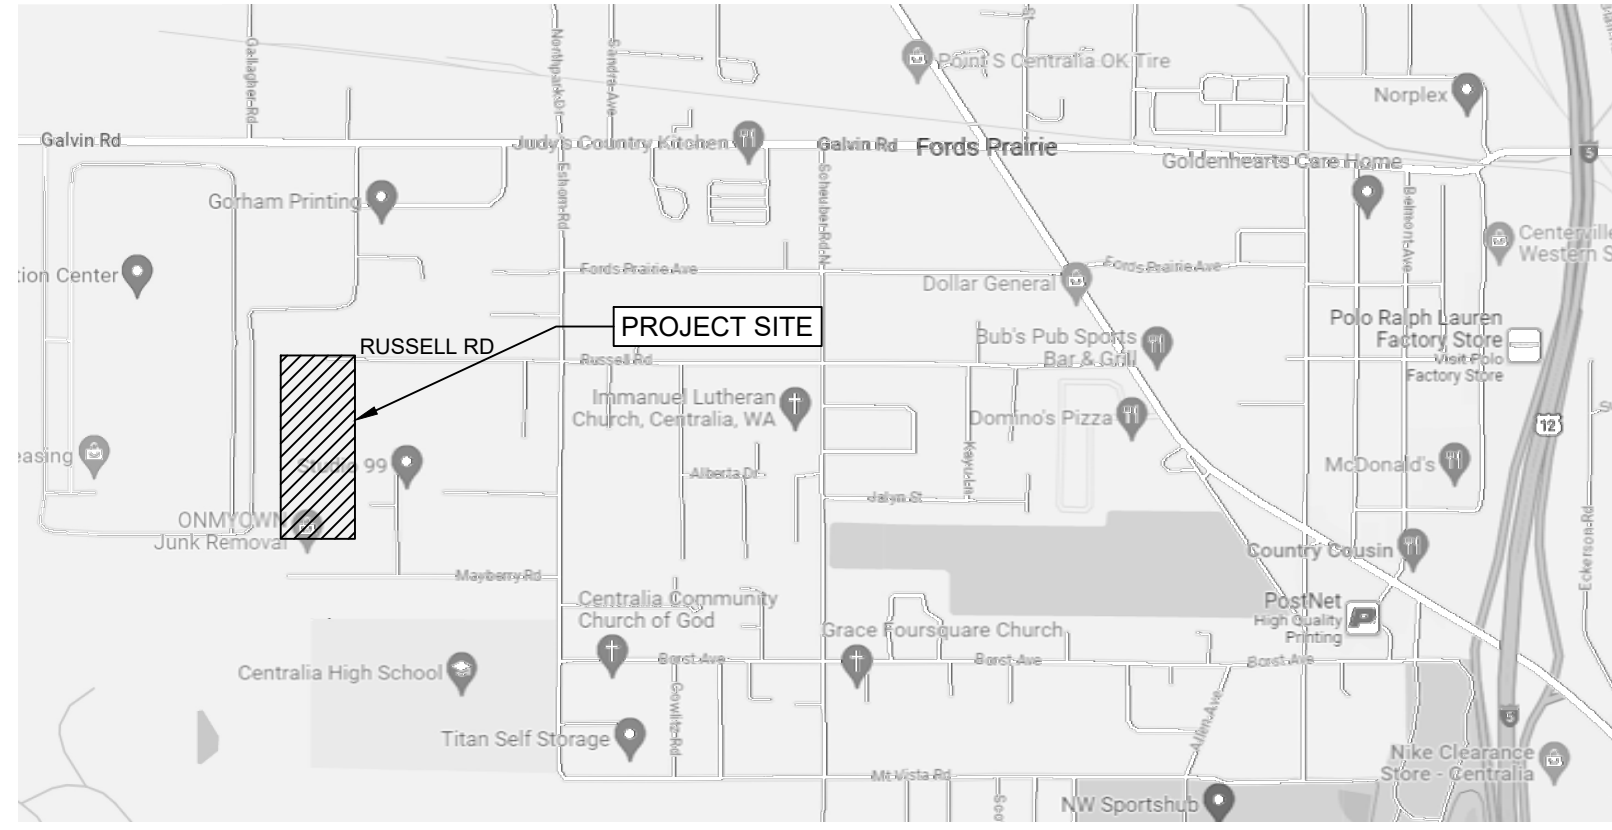 Gallagher Rd
Northpark Dr
Sandra Ave
St
Point S Centralia OK Tire
Norplex
Galvin Rd
Judy's Country Kitchen
Galvin Rd
Fords Prairie
Goldenhearts Care Home
5
Eshom Rd
Scheuber Rd N
Belmont Ave
Gorham Printing
Centerville
Western S
tion Center
Fords Prairie Ave
Fords Prairie Ave
Dollar General
PROJECT SITE
RUSSELL RD
Russell Rd
Bub's Pub Sports
Bar & Grill
Polo Ralph Lauren
Factory Store
Visit Polo
Factory Store
Immanuel Lutheran
Church, Centralia, WA
Domino's Pizza
12
easing
Studio 99
Alberta Dr
Kayu Ln
McDonald's
Jalyn St
ONMYOWN
Junk Removal
Country Cousin
Eckerson Rd
Mayberry Rd
Centralia Community
Church of God
PostNet
High Quality
Printing
Grace Foursquare Church
Borst Ave
Borst Ave
Borst Ave
Centralia High School
Cowlitz Rd
Allen Ave
5
Titan Self Storage
Nike Clearance
Store - Centralia
Mt Vista Rd
Sco
NW Sportshub